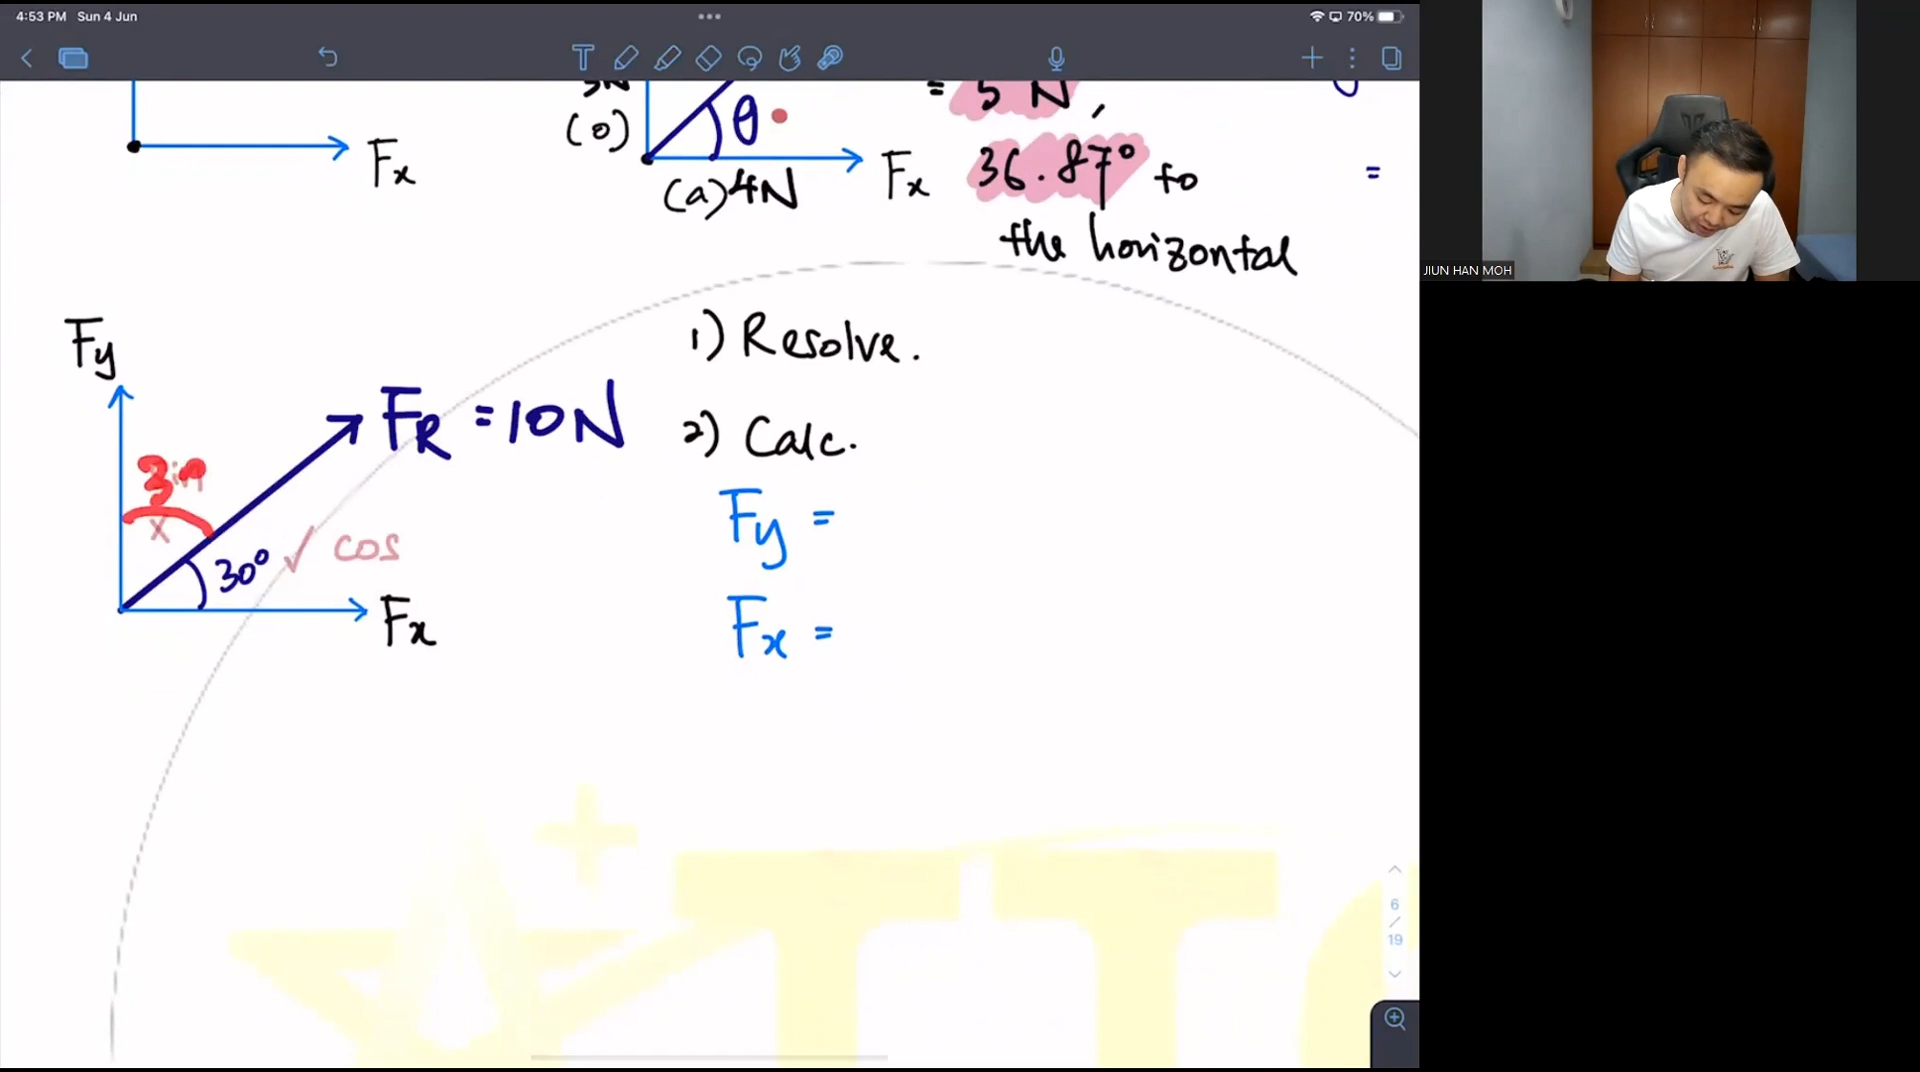 4:53 PM Sun 4 Jun
70%
T
(o)
θ
= 5 N,
Fx
(a) 4N
Fx
36.87° to
=
the horizontal
JIUN HAN MOH
Fy
1) Resolve.
FR = 10N
2) Calc.
Fy =
x
30°
✓ cos
Fx
Fx =
6
/
19
TTC